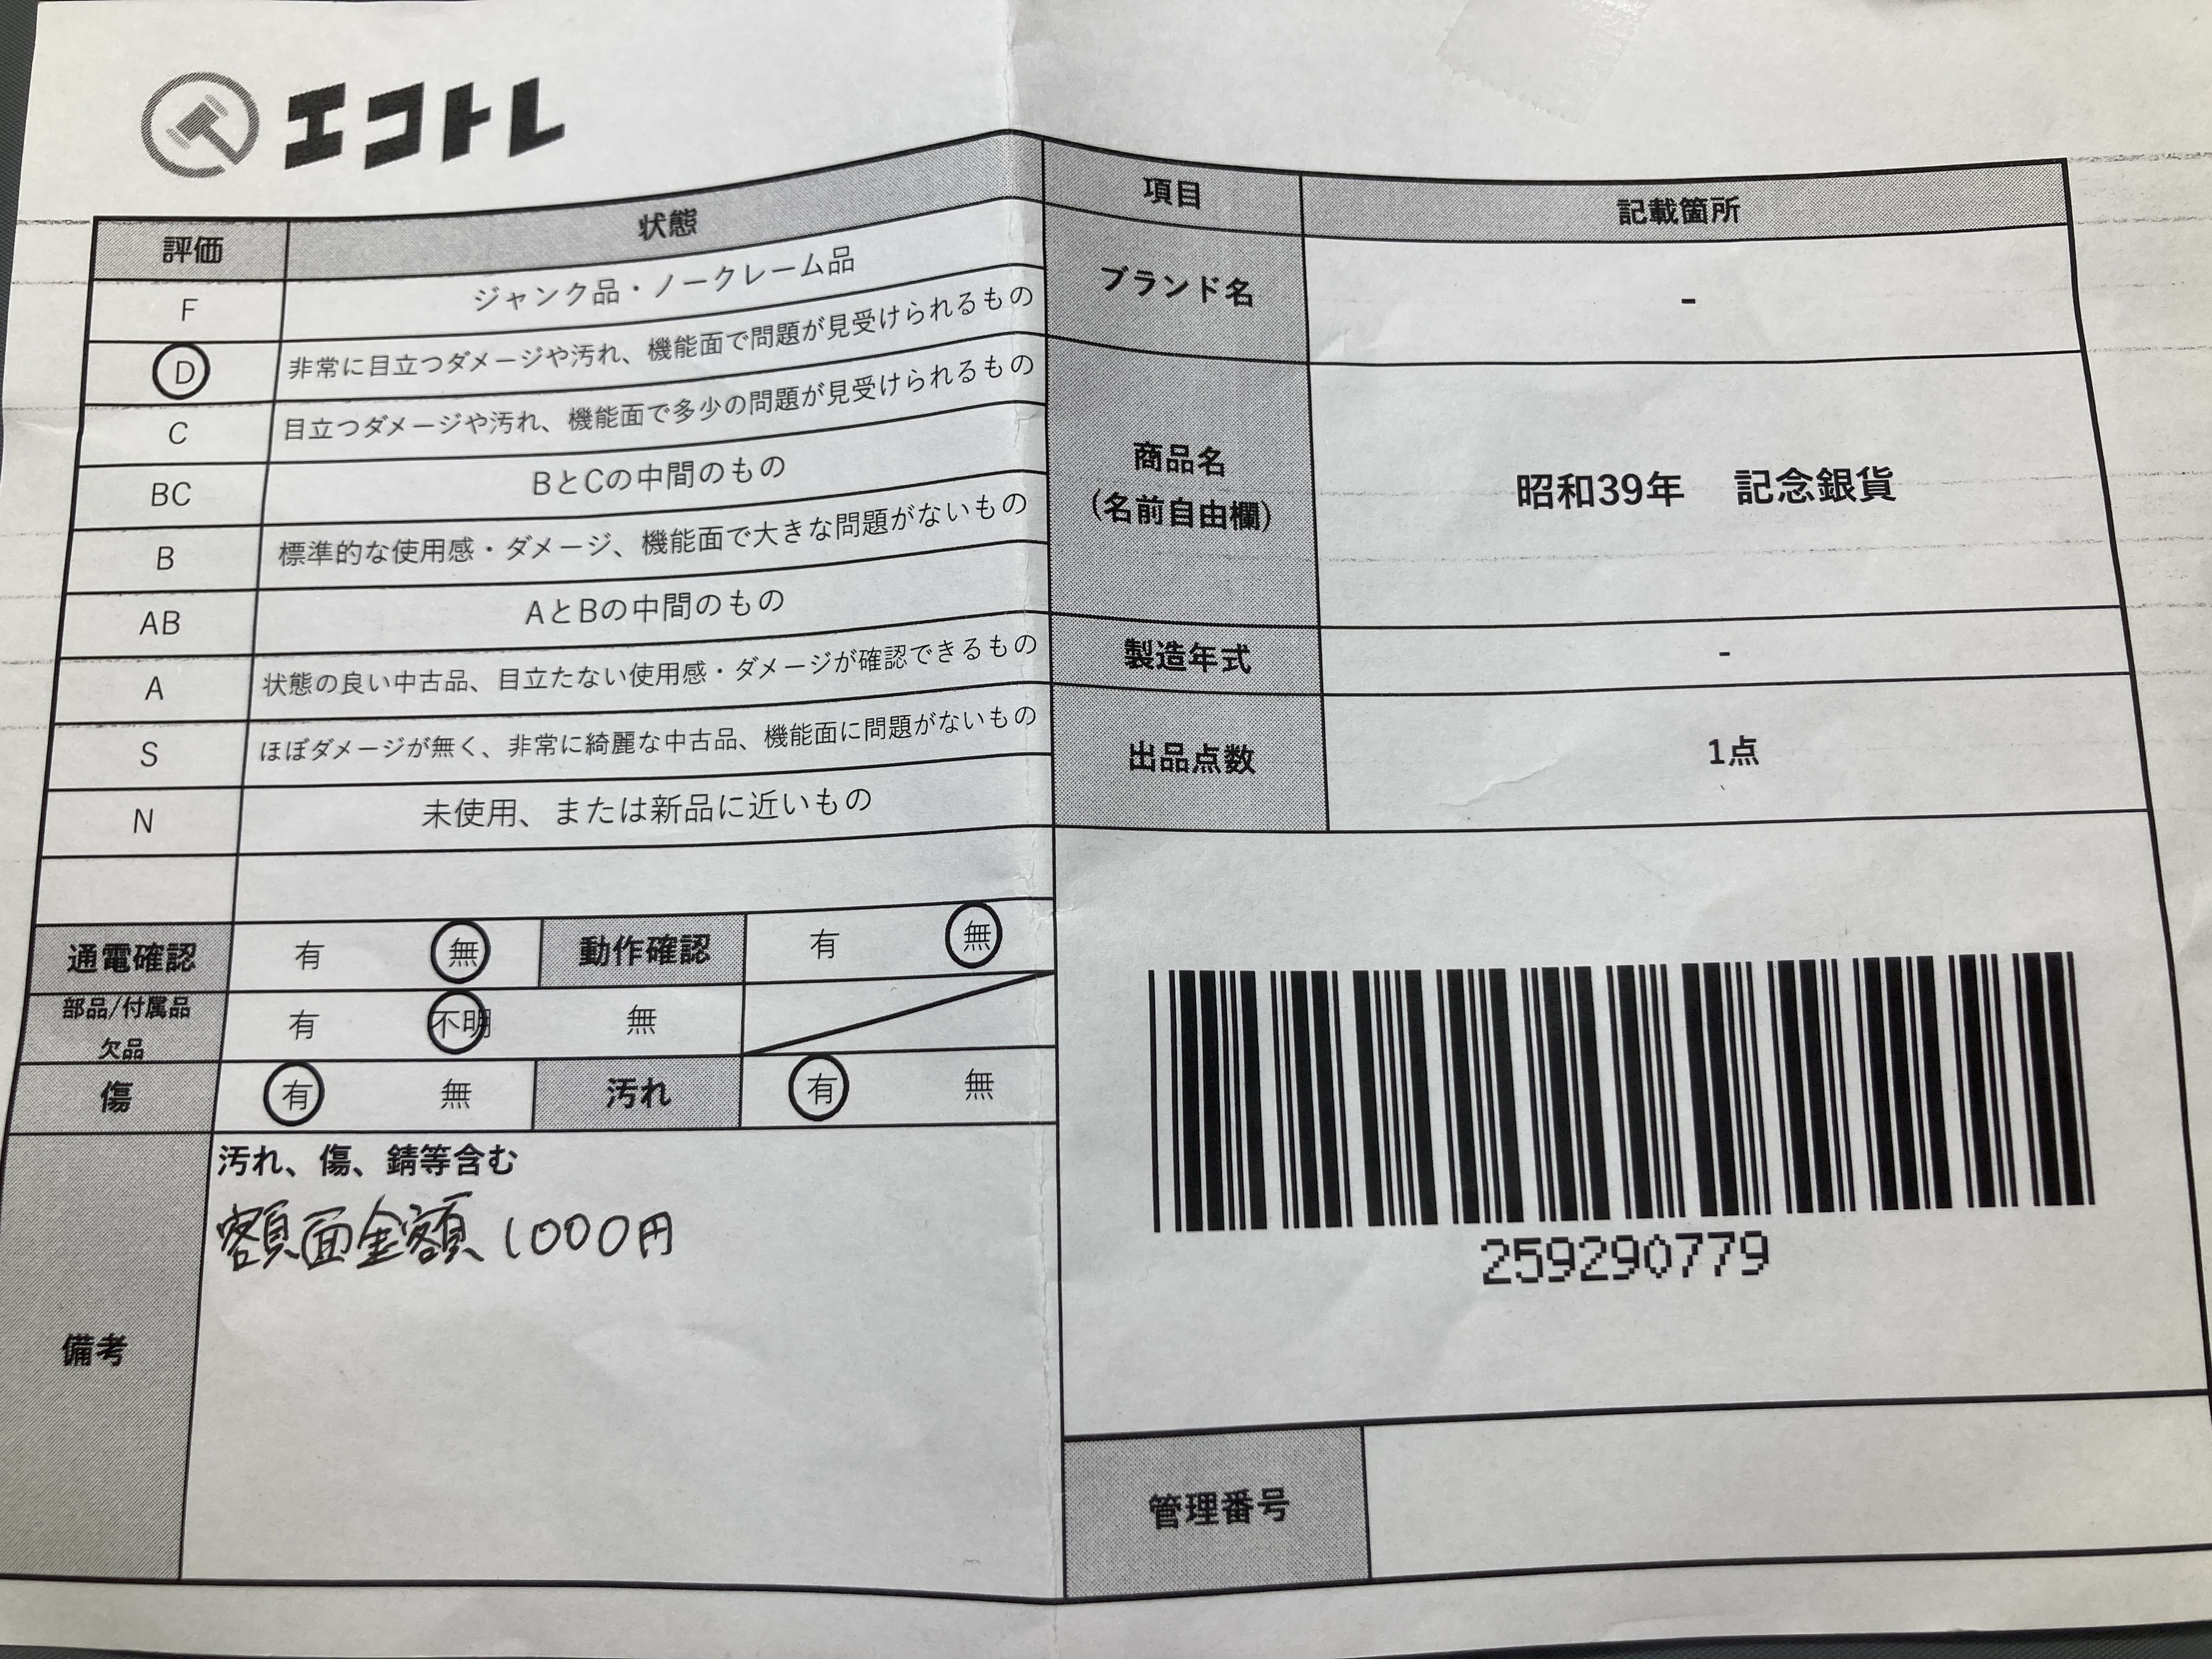 エコトレ
評価 状態
F ジャンク品・ノークレーム品
D 非常に目立つダメージや汚れ、機能面で問題が見受けられるもの
C 目立つダメージや汚れ、機能面で多少の問題が見受けられるもの
BC BとCの中間のもの
B 標準的な使用感・ダメージ、機能面で大きな問題がないもの
AB AとBの中間のもの
A 状態の良い中古品、目立たない使用感・ダメージが確認できるもの
S ほぼダメージが無く、非常に綺麗な中古品、機能面に問題がないもの
N 未使用、または新品に近いもの
通電確認 有 無 動作確認 有 無
部品/付属品
欠品
有 不明 無
傷 有 無 汚れ 有 無
備考
汚れ、傷、錆等含む
額面金額 1000円
項目 記載箇所
ブランド名 -
商品名
(名前自由欄)
昭和39年 記念銀貨
製造年式 -
出品点数 1点
259290779
管理番号